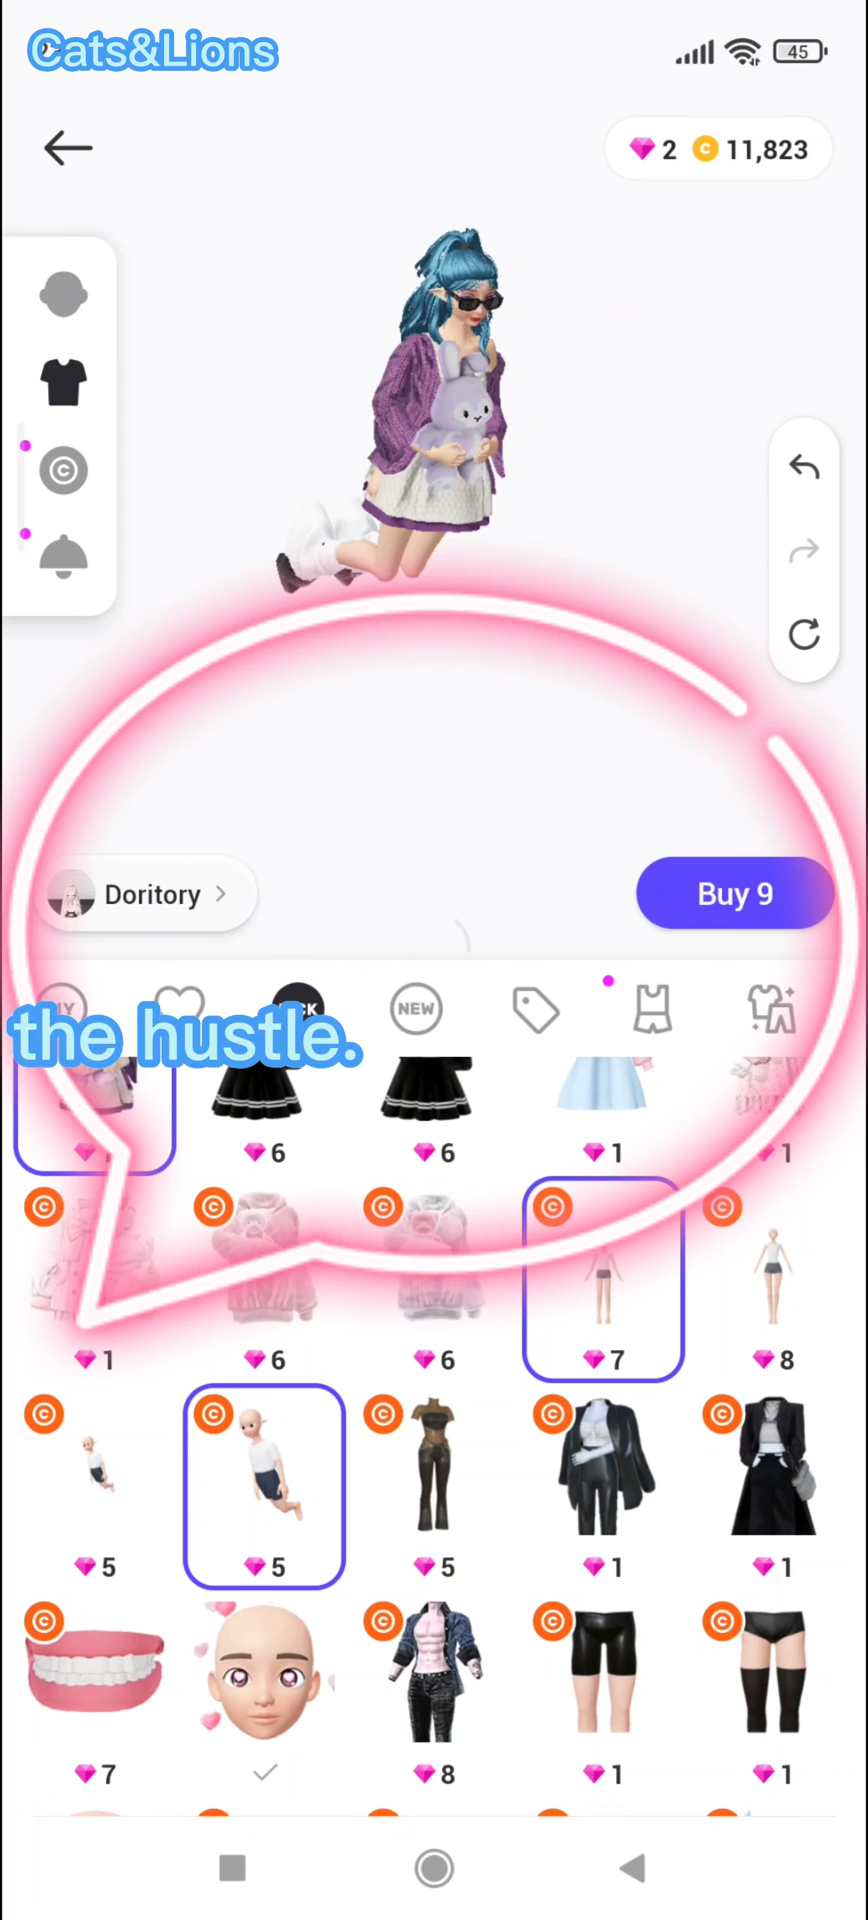 Cats&Lions
45
2 C 11,823
Doritory
Buy 9
NEW
the hustle.
6 6 1 1
1 6 6 7 8
5 5 5 1 1
7 8 1 1